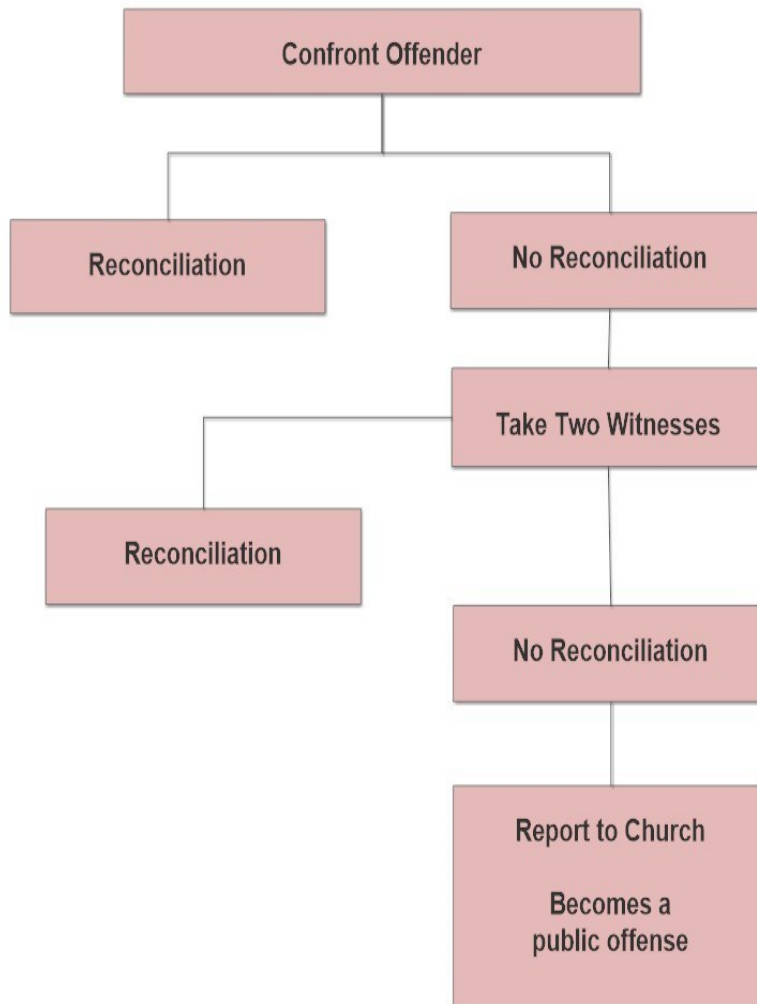 Confront Offender
Reconciliation
No Reconciliation
Take Two Witnesses
Reconciliation
No Reconciliation
Report to Church
Becomes a
public offense